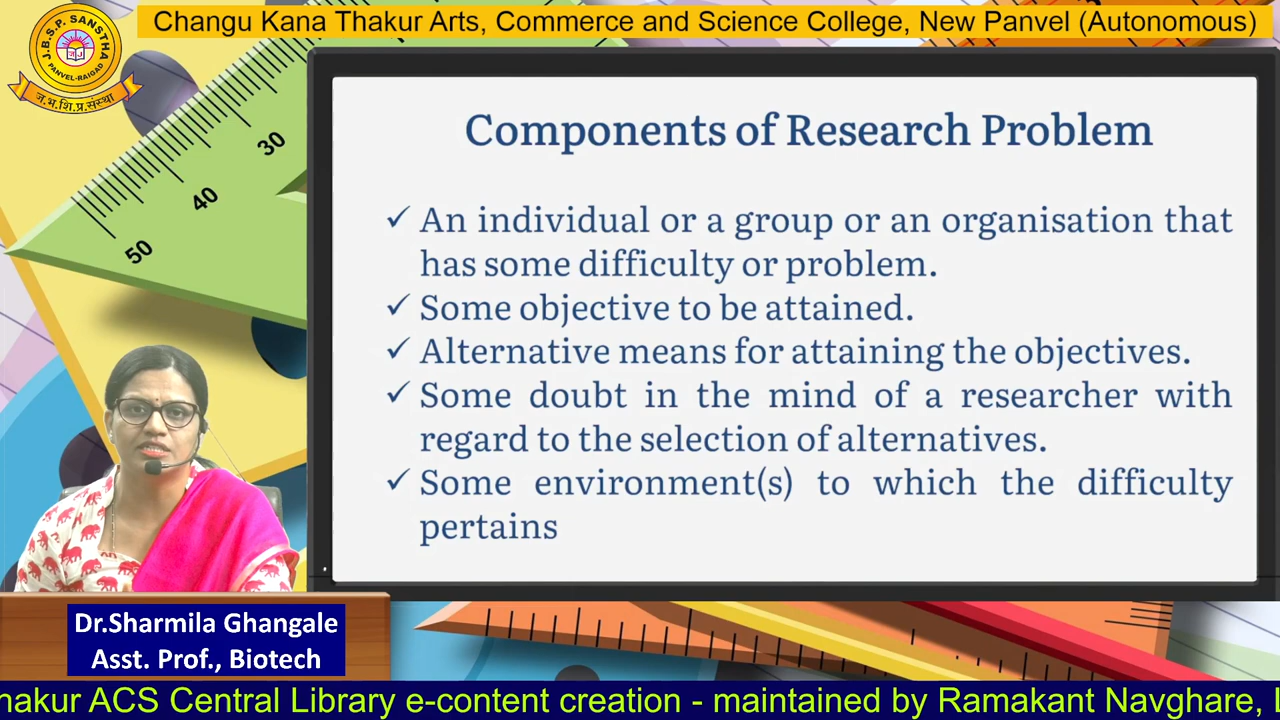 Changu Kana Thakur Arts, Commerce and Science College, New Panvel (Autonomous)
J.B.S.P. SANSTHA
PANVEL-RAIGAD
ज.भ.शि.प्र.संस्था
30
40
50
Components of Research Problem
✓ An individual or a group or an organisation that
has some difficulty or problem.
✓ Some objective to be attained.
✓ Alternative means for attaining the objectives.
✓ Some doubt in the mind of a researcher with
regard to the selection of alternatives.
✓ Some environment(s) to which the difficulty
pertains
Dr.Sharmila Ghangale
Asst. Prof., Biotech
hakur ACS Central Library e-content creation - maintained by Ramakant Navghare, L